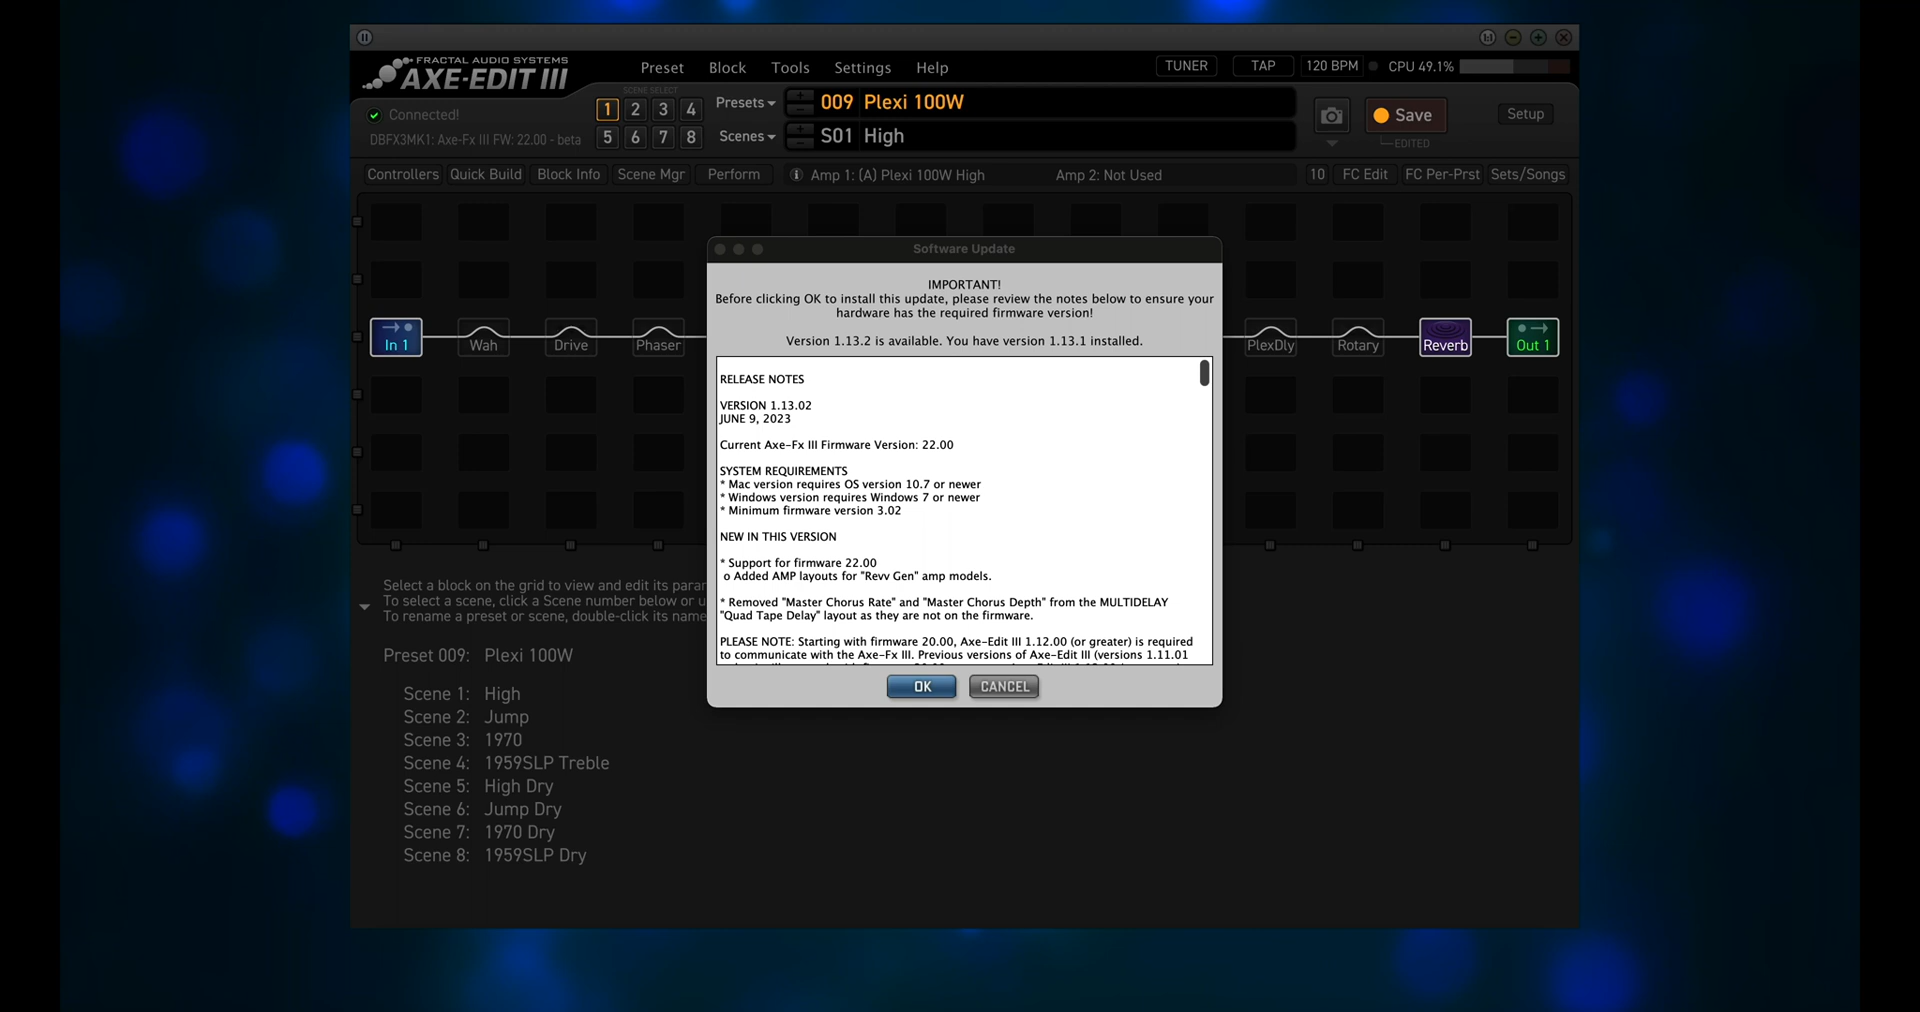 FRACTAL AUDIO SYSTEMS
AXE-EDIT III
Preset Block Tools Settings Help
TUNER TAP 120 BPM CPU 49.1%
SCENE SELECT
Connected!
DBFX3MK1: Axe-Fx III FW: 22.00 - beta
1 2 3 4
5 6 7 8
Presets 009 Plexi 100W
Scenes S01 High
Save
EDITED
Setup
Controllers Quick Build Block Info Scene Mgr Perform Amp 1: (A) Plexi 100W High Amp 2: Not Used 10 FC Edit FC Per-Prst Sets/Songs
In 1 Wah Drive Phaser PlexDly Rotary Reverb Out 1
Software Update
IMPORTANT!
Before clicking OK to install this update, please review the notes below to ensure your
hardware has the required firmware version!
Version 1.13.2 is available. You have version 1.13.1 installed.
RELEASE NOTES
VERSION 1.13.02
JUNE 9, 2023
Current Axe-Fx III Firmware Version: 22.00
SYSTEM REQUIREMENTS
* Mac version requires OS version 10.7 or newer
* Windows version requires Windows 7 or newer
* Minimum firmware version 3.02
NEW IN THIS VERSION
* Support for firmware 22.00
o Added AMP layouts for "Revv Gen" amp models.
* Removed "Master Chorus Rate" and "Master Chorus Depth" from the MULTIDELAY
"Quad Tape Delay" layout as they are not on the firmware.
PLEASE NOTE: Starting with firmware 20.00, Axe-Edit III 1.12.00 (or greater) is required
to communicate with the Axe-Fx III. Previous versions of Axe-Edit III (versions 1.11.01
OK CANCEL
Select a block on the grid to view and edit its para
To select a scene, click a Scene number below or u
To rename a preset or scene, double-click its name
Preset 009: Plexi 100W
Scene 1: High
Scene 2: Jump
Scene 3: 1970
Scene 4: 1959SLP Treble
Scene 5: High Dry
Scene 6: Jump Dry
Scene 7: 1970 Dry
Scene 8: 1959SLP Dry